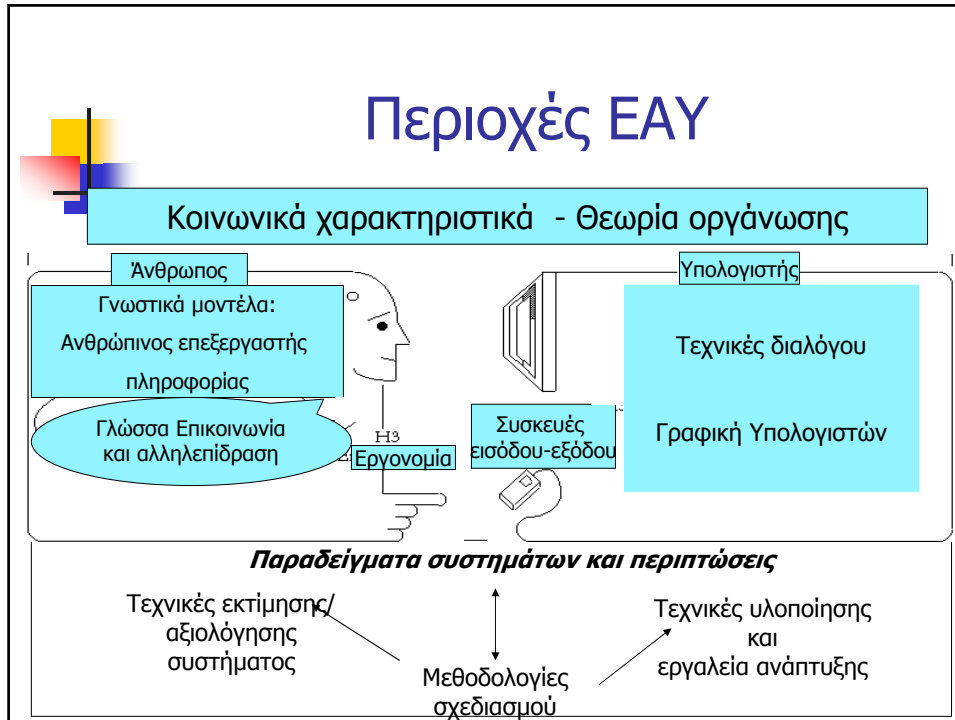 Περιοχές ΕΑΥ
Κοινωνικά χαρακτηριστικά - Θεωρία οργάνωσης
Άνθρωπος
Γνωστικά μοντέλα:
Ανθρώπινος επεξεργαστής
πληροφορίας
Γλώσσα Επικοινωνία
και αλληλεπίδραση
H3
Εργονομία
Συσκευές
εισόδου-εξόδου
Υπολογιστής
Τεχνικές διαλόγου
Γραφική Υπολογιστών
Παραδείγματα συστημάτων και περιπτώσεις
Τεχνικές εκτίμησης/
αξιολόγησης
συστήματος
Μεθοδολογίες
σχεδιασμού
Τεχνικές υλοποίησης
και
εργαλεία ανάπτυξης